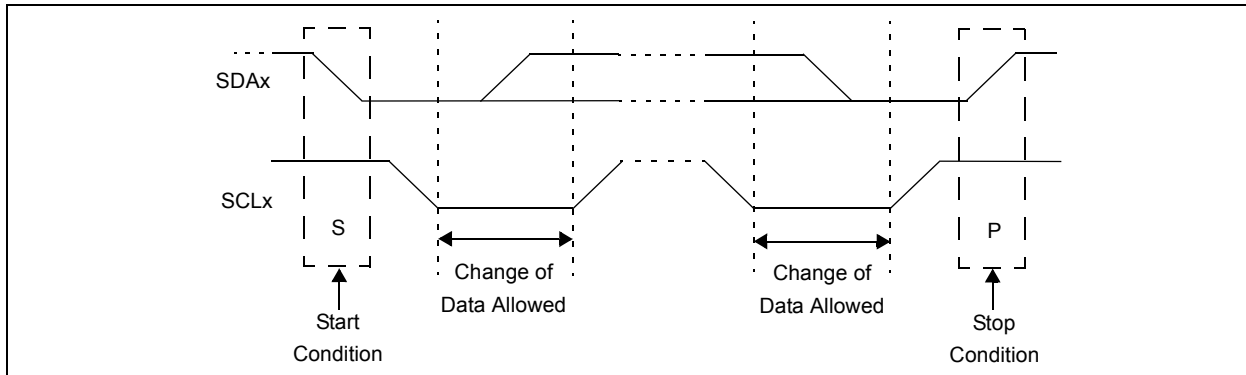 SDAx
SCLx
S
P
Change of
Data Allowed
Change of
Data Allowed
Start
Condition
Stop
Condition